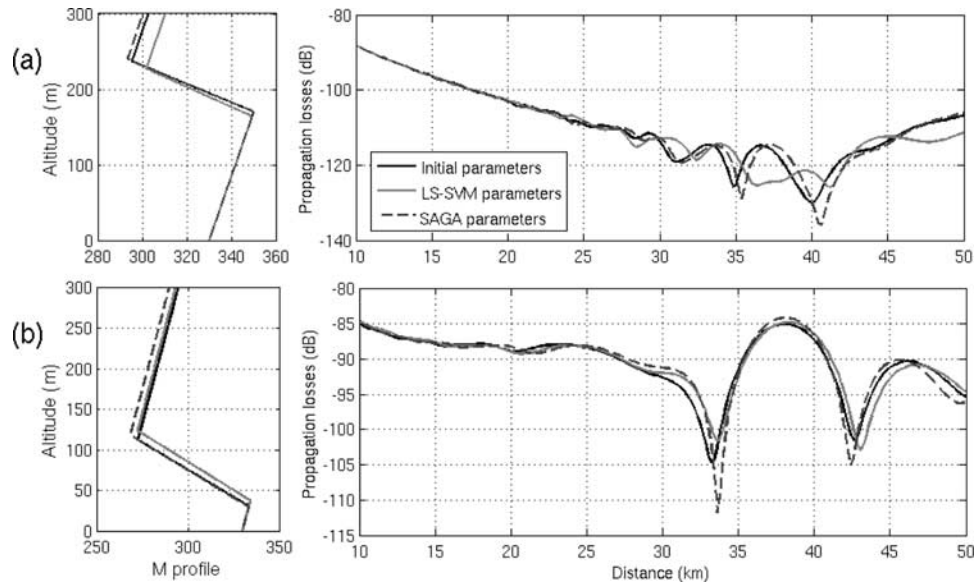 (a)
Altitude (m)
300
200
100
0
280 300 320 340 360
Propagation losses (dB)
-80
-100
-120
-140
10 15 20 25 30 35 40 45 50
Initial parameters
LS-SVM parameters
SAGA parameters
(b)
Altitude (m)
300
250
200
150
100
50
0
250 300 350
M profile
Propagation losses (dB)
-80
-85
-90
-95
-100
-105
-110
-115
10 15 20 25 30 35 40 45 50
Distance (km)